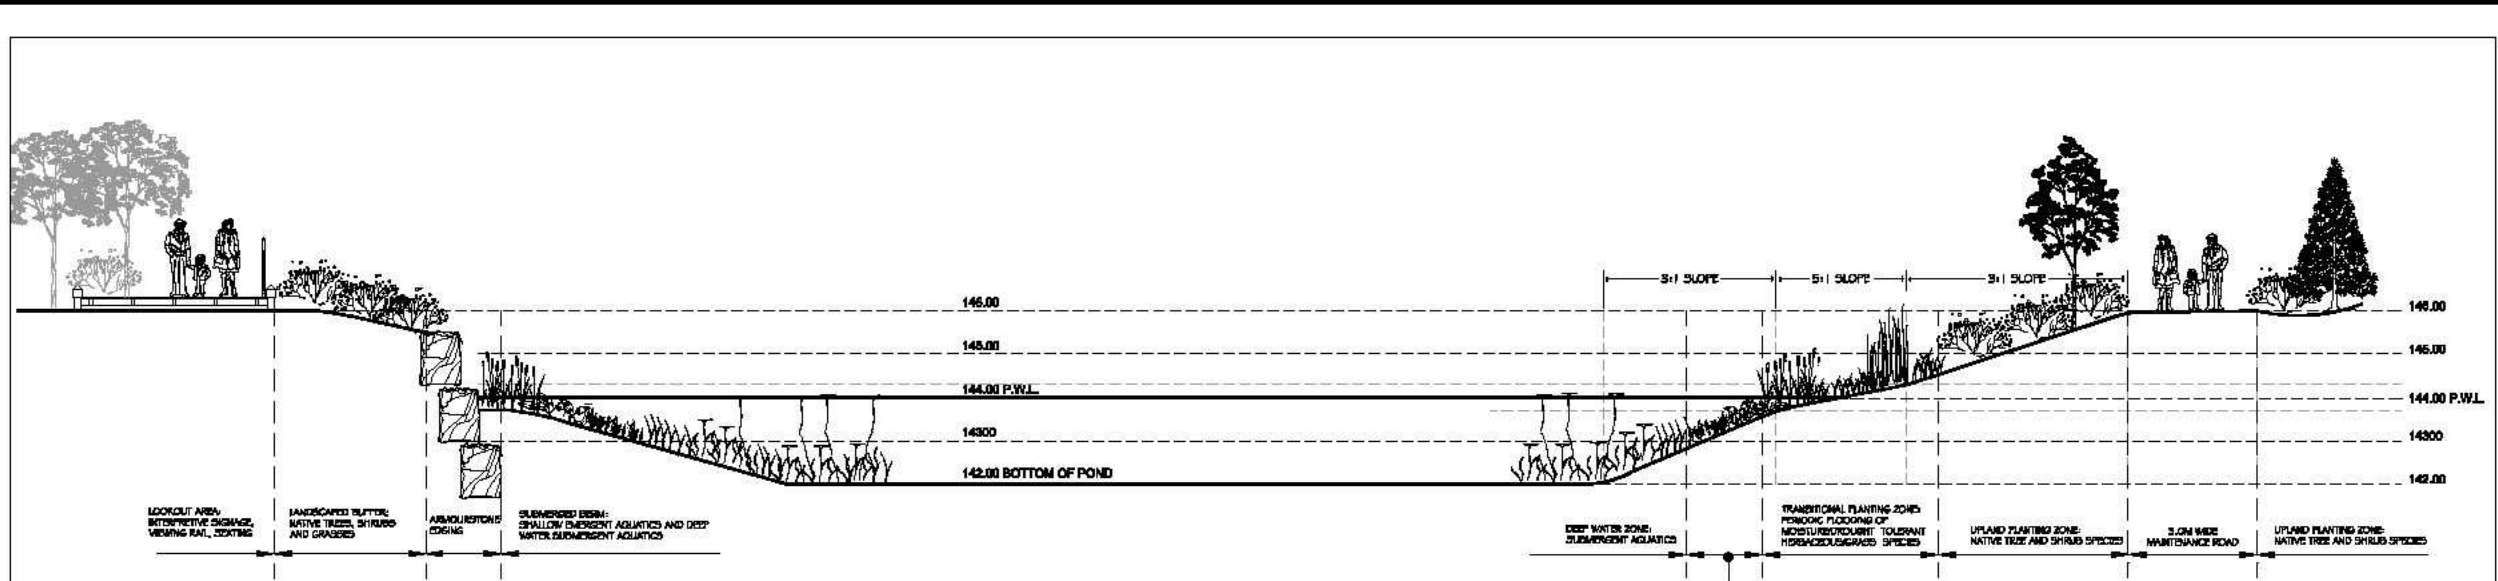 3:1 SLOPE
5:1 SLOPE
3:1 SLOPE
146.00
146.00
145.00
145.00
144.00 P.W.L.
144.00 P.W.L.
14300
14300
142.00 BOTTOM OF POND
142.00
LOOKOUT AREA:
INTERPRETIVE SIGNAGE,
VIEWING RAIL, SEATING
LANDSCAPED BUFFER:
NATIVE TREES, SHRUBS
AND GRASSES
ARMOURSTONE
EDGING
SUBMERGED BERM:
SHALLOW EMERGENT AQUATICS AND DEEP
WATER SUBMERGENT AQUATICS
DEEP WATER ZONE:
SUBMERGENT AQUATICS
TRANSITIONAL PLANTING ZONE:
PERIODIC FLOODING OF
MOISTURE/DROUGHT TOLERANT
HERBACEOUS/GRASS SPECIES
UPLAND PLANTING ZONE:
NATIVE TREE AND SHRUB SPECIES
WIDE
MAINTENANCE ROAD
UPLAND PLANTING ZONE:
NATIVE TREE AND SHRUB SPECIES